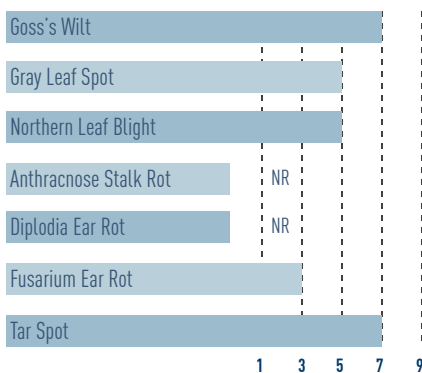 Goss's Wilt
Gray Leaf Spot
Northern Leaf Blight
Anthracnose Stalk Rot NR
Diplodia Ear Rot NR
Fusarium Ear Rot
Tar Spot
1 3 5 7 9